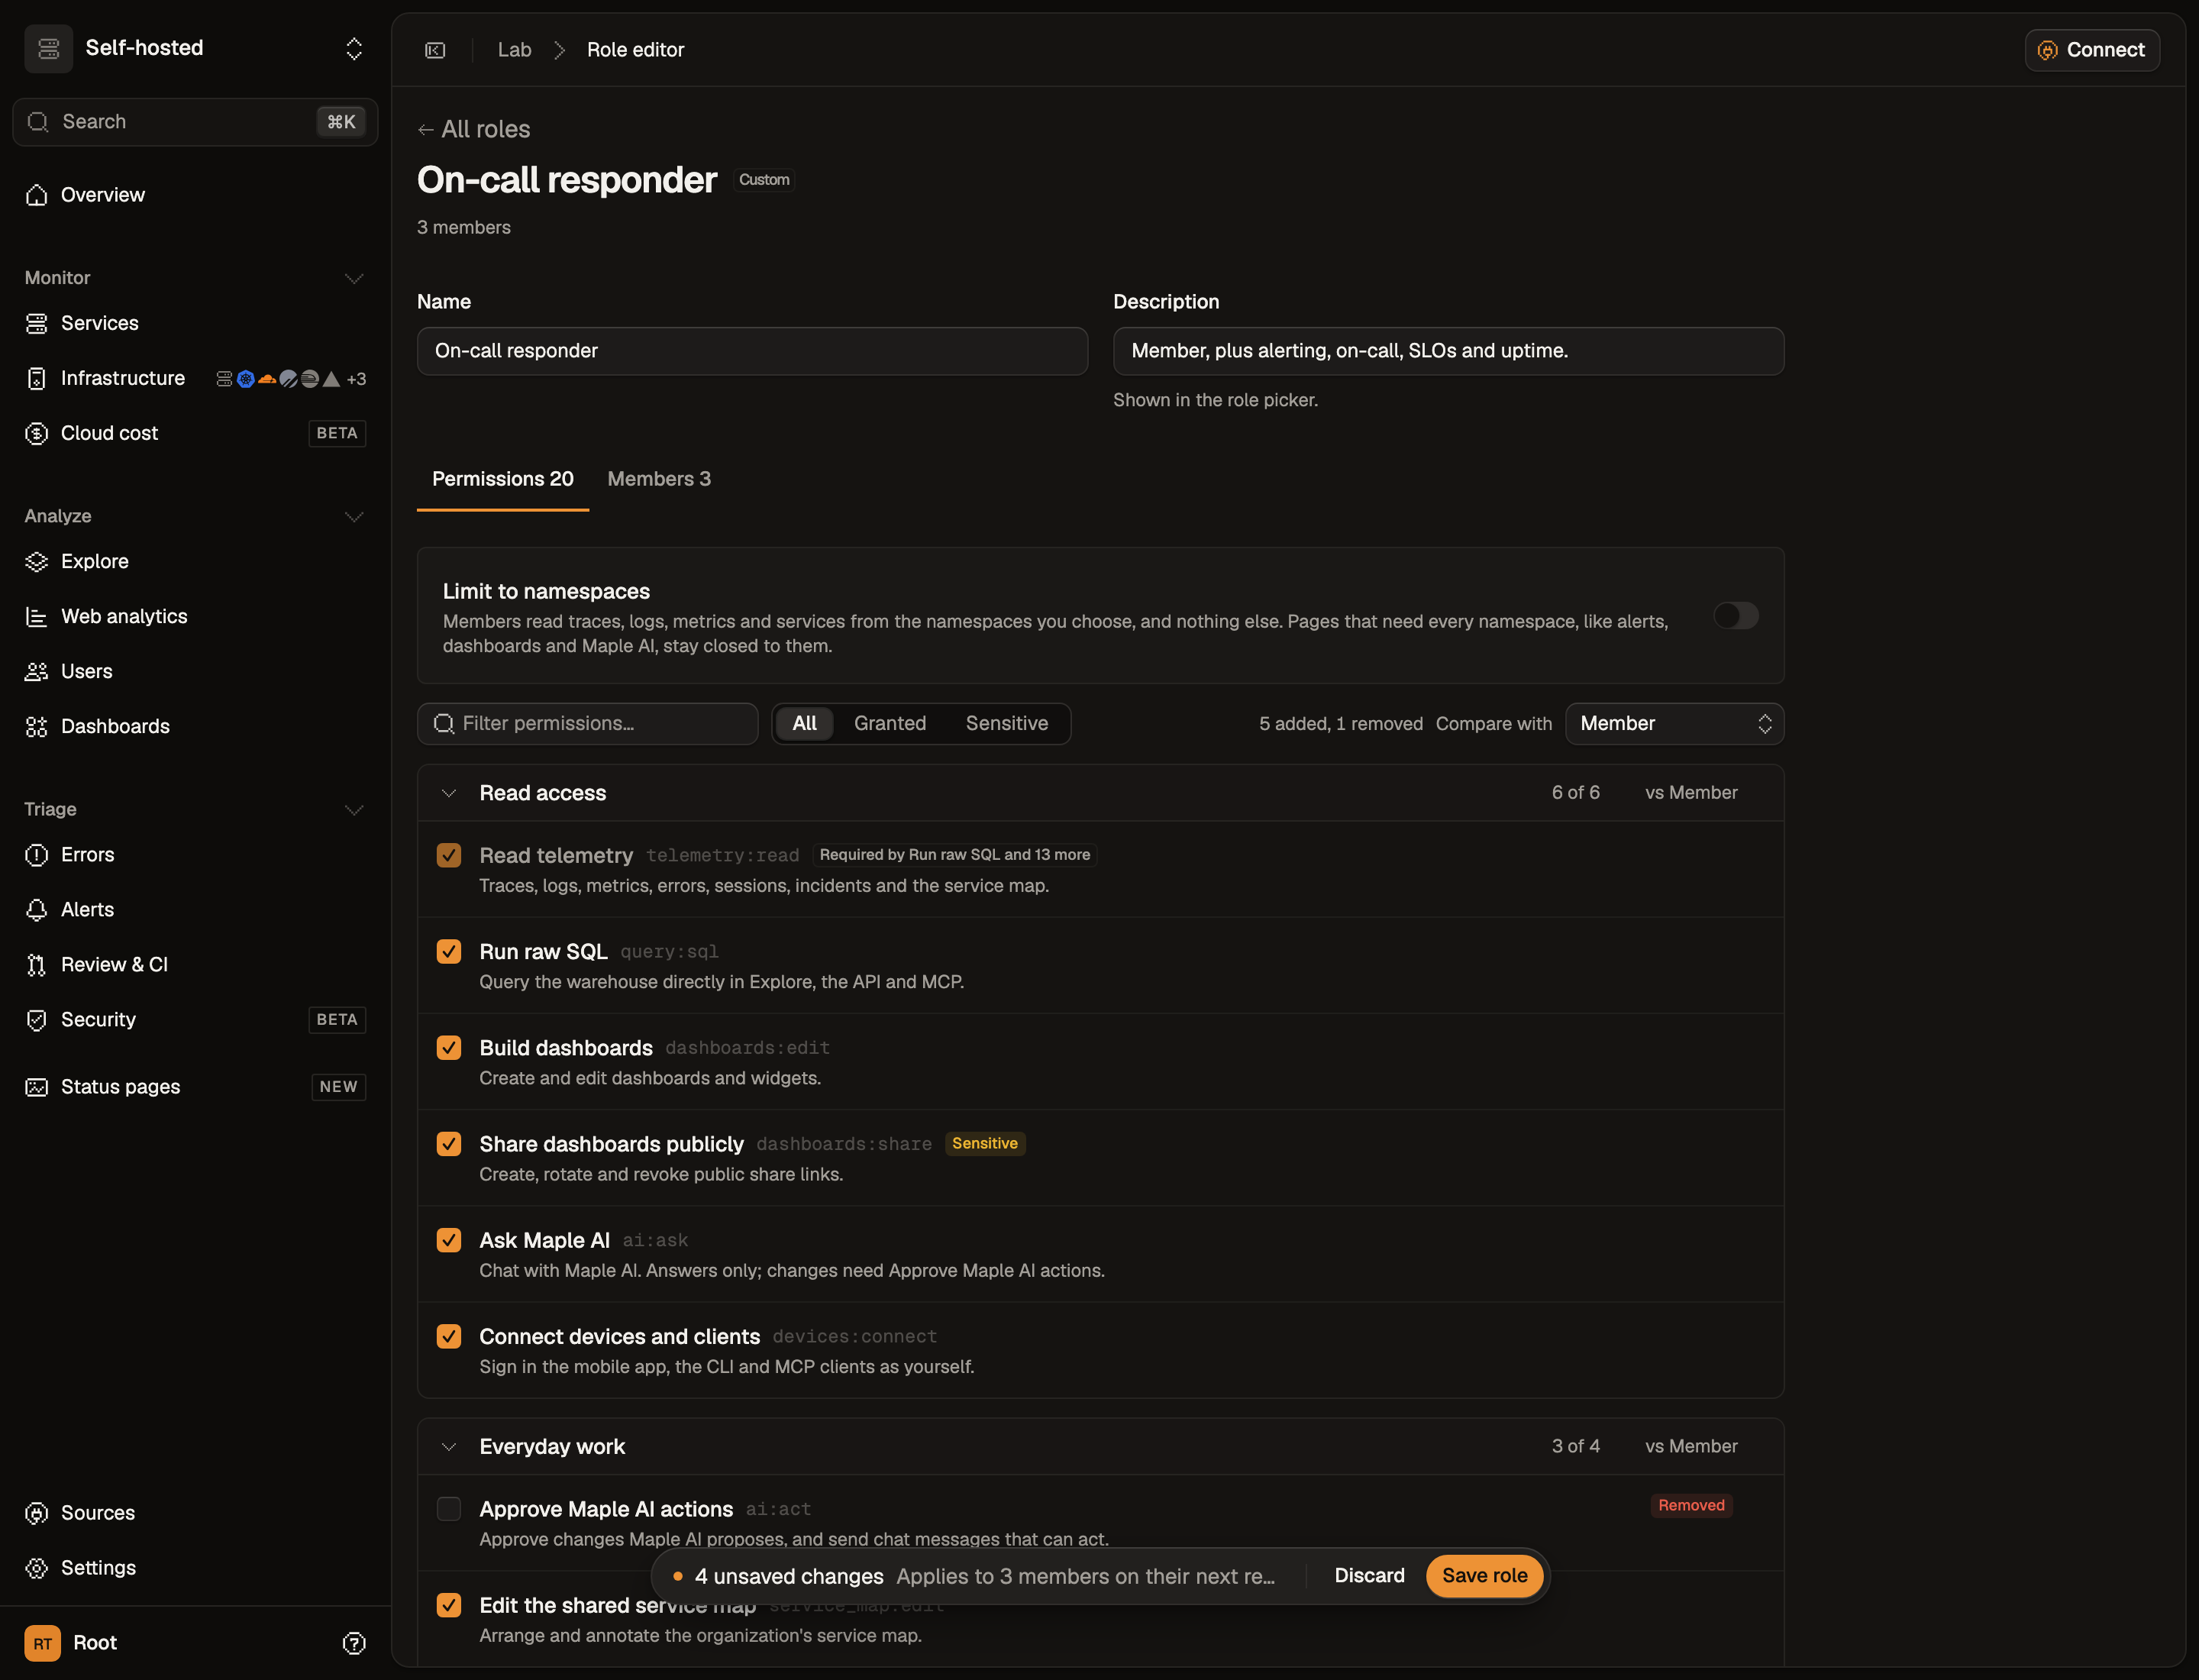 Self-hosted
Search
⌘K
Overview
Monitor
Services
Infrastructure
+3
Cloud cost
BETA
Analyze
Explore
Web analytics
Users
Dashboards
Triage
Errors
Alerts
Review & CI
Security
BETA
Status pages
NEW
Sources
Settings
RT
Root
Lab
Role editor
Connect
← All roles
On-call responder
Custom
3 members
Name
On-call responder
Description
Member, plus alerting, on-call, SLOs and uptime.
Shown in the role picker.
Permissions 20
Members 3
Limit to namespaces
Members read traces, logs, metrics and services from the namespaces you choose, and nothing else. Pages that need every namespace, like alerts,
dashboards and Maple AI, stay closed to them.
Filter permissions...
All
Granted
Sensitive
5 added, 1 removed
Compare with
Member
Read access
6 of 6
vs Member
Read telemetry telemetry:read Required by Run raw SQL and 13 more
Traces, logs, metrics, errors, sessions, incidents and the service map.
Run raw SQL query:sql
Query the warehouse directly in Explore, the API and MCP.
Build dashboards dashboards:edit
Create and edit dashboards and widgets.
Share dashboards publicly dashboards:share Sensitive
Create, rotate and revoke public share links.
Ask Maple AI ai:ask
Chat with Maple AI. Answers only; changes need Approve Maple AI actions.
Connect devices and clients devices:connect
Sign in the mobile app, the CLI and MCP clients as yourself.
Everyday work
3 of 4
vs Member
Approve Maple AI actions ai:act
Removed
Approve changes Maple AI proposes, and send chat messages that can act.
4 unsaved changes Applies to 3 members on their next re...
Discard
Save role
Edit the shared service map service_map:edit
Arrange and annotate the organization's service map.